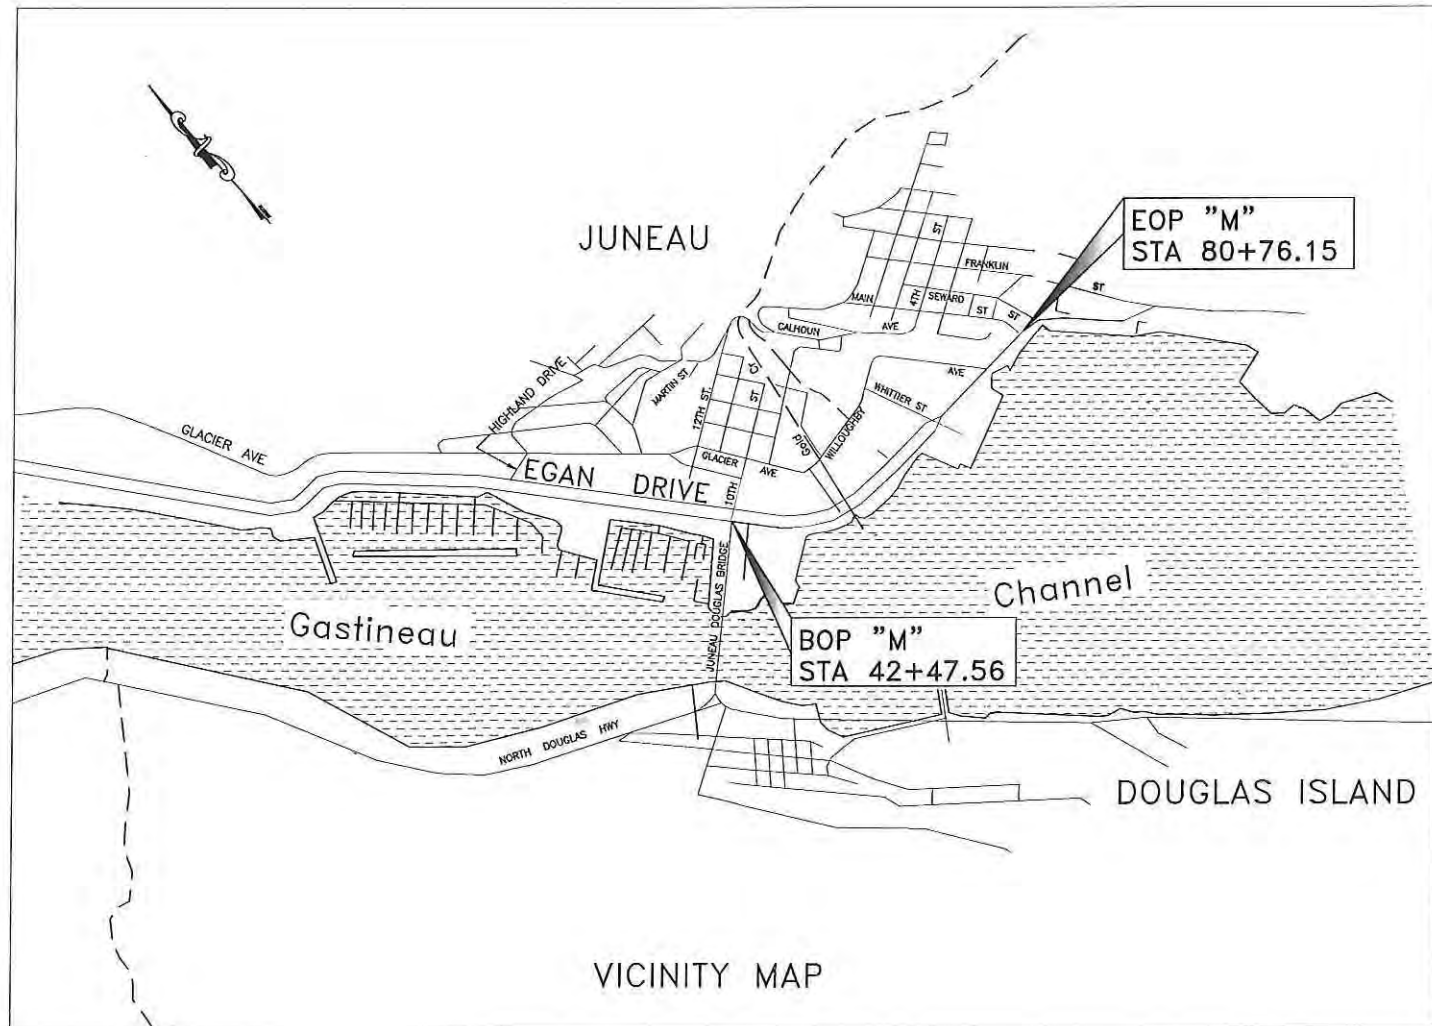 JUNEAU
EOP "M"
STA 80+76.15
FRANKLIN
ST
ST
MAIN
4TH
SEWARD
ST
ST
CALHOUN
AVE
HIGHLAND DRIVE
MARTIN ST
12TH ST.
ST
AVE
WHITTIER ST
WILLOUGHBY
Gold
GLACIER AVE
GLACIER
AVE
EGAN DRIVE
10TH
JUNEAU DOUGLAS BRIDGE
Channel
Gastineau
BOP "M"
STA 42+47.56
NORTH DOUGLAS HWY
DOUGLAS ISLAND
VICINITY MAP